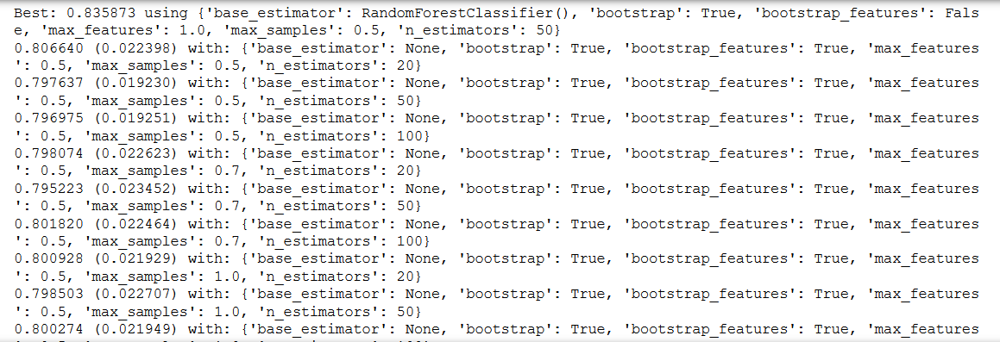 Best: 0.835873 using {'base_estimator': RandomForestClassifier(), 'bootstrap': True, 'bootstrap_features': Fals
e, 'max_features': 1.0, 'max_samples': 0.5, 'n_estimators': 50}
0.806640 (0.022398) with: {'base_estimator': None, 'bootstrap': True, 'bootstrap_features': True, 'max_features
': 0.5, 'max_samples': 0.5, 'n_estimators': 20}
0.797637 (0.019230) with: {'base_estimator': None, 'bootstrap': True, 'bootstrap_features': True, 'max_features
': 0.5, 'max_samples': 0.5, 'n_estimators': 50}
0.796975 (0.019251) with: {'base_estimator': None, 'bootstrap': True, 'bootstrap_features': True, 'max_features
': 0.5, 'max_samples': 0.5, 'n_estimators': 100}
0.798074 (0.022623) with: {'base_estimator': None, 'bootstrap': True, 'bootstrap_features': True, 'max_features
': 0.5, 'max_samples': 0.7, 'n_estimators': 20}
0.795223 (0.023452) with: {'base_estimator': None, 'bootstrap': True, 'bootstrap_features': True, 'max_features
': 0.5, 'max_samples': 0.7, 'n_estimators': 50}
0.801820 (0.022464) with: {'base_estimator': None, 'bootstrap': True, 'bootstrap_features': True, 'max_features
': 0.5, 'max_samples': 0.7, 'n_estimators': 100}
0.800928 (0.021929) with: {'base_estimator': None, 'bootstrap': True, 'bootstrap_features': True, 'max_features
': 0.5, 'max_samples': 1.0, 'n_estimators': 20}
0.798503 (0.022707) with: {'base_estimator': None, 'bootstrap': True, 'bootstrap_features': True, 'max_features
': 0.5, 'max_samples': 1.0, 'n_estimators': 50}
0.800274 (0.021949) with: {'base_estimator': None, 'bootstrap': True, 'bootstrap_features': True, 'max_features